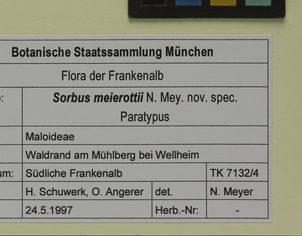 Botanische Staatssammlung München
Flora der Frankenalb
: Sorbus meierottii N. Mey. nov. spec.
Paratypus
Maloideae
Waldrand am Mühlberg bei Wellheim
um: Südliche Frankenalb TK 7132/4
H. Schuwerk, O. Angerer det. N. Meyer
24.5.1997 Herb.-Nr: -